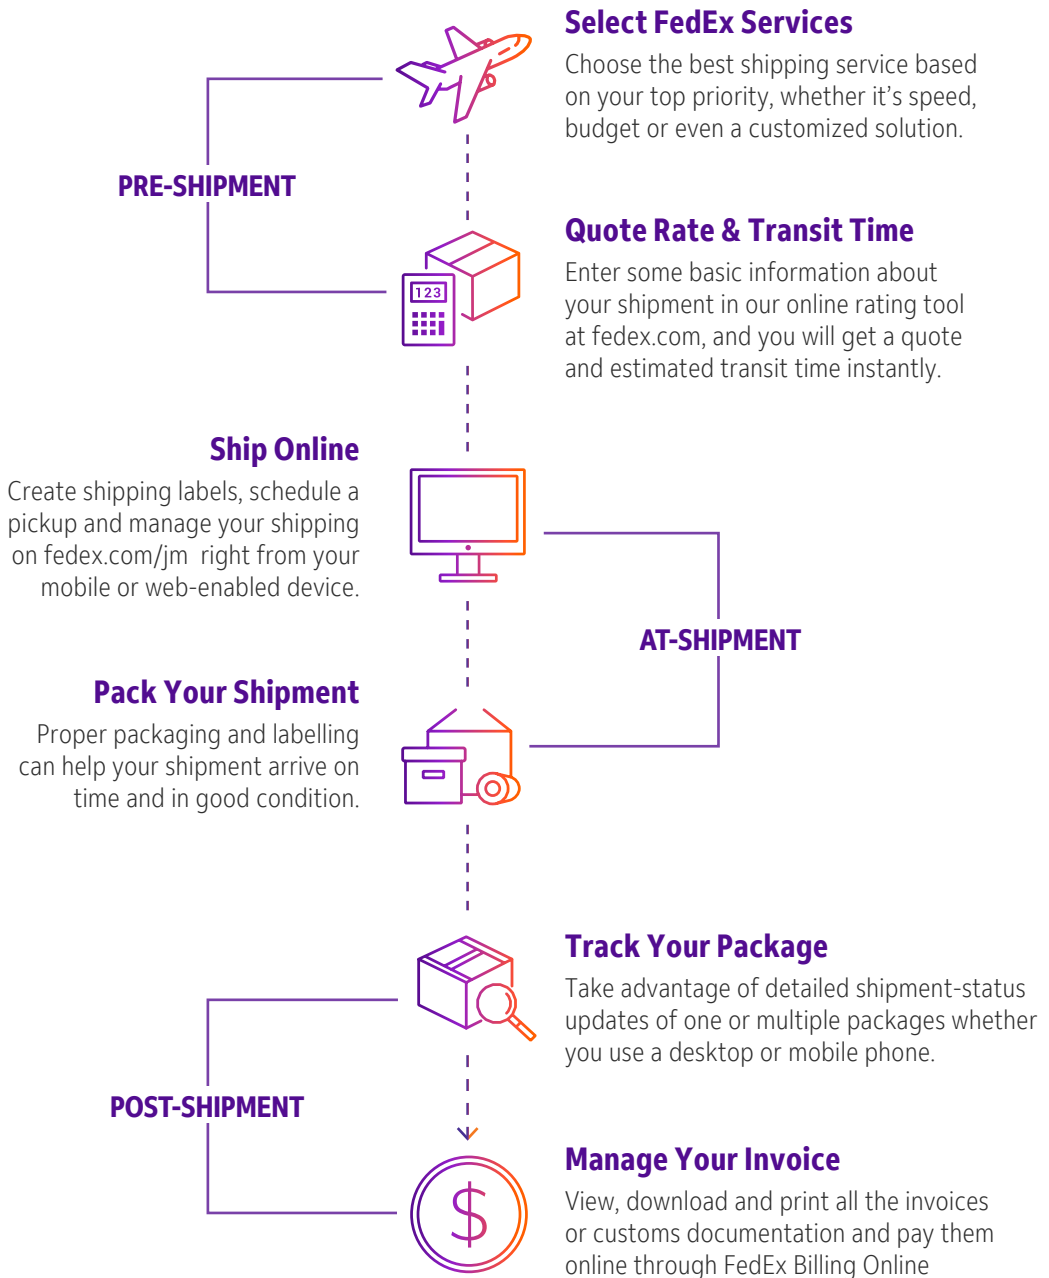 Select FedEx Services
Choose the best shipping service based
on your top priority, whether it’s speed,
budget or even a customized solution.
PRE-SHIPMENT
Quote Rate & Transit Time
Enter some basic information about
your shipment in our online rating tool
at fedex.com, and you will get a quote
and estimated transit time instantly.
123
Ship Online
Create shipping labels, schedule a
pickup and manage your shipping
on fedex.com/jm  right from your
mobile or web-enabled device.
AT-SHIPMENT
Pack Your Shipment
Proper packaging and labelling
can help your shipment arrive on
time and in good condition.
Track Your Package
Take advantage of detailed shipment-status
updates of one or multiple packages whether
you use a desktop or mobile phone.
POST-SHIPMENT
Manage Your Invoice
View, download and print all the invoices
or customs documentation and pay them
online through FedEx Billing Online
$